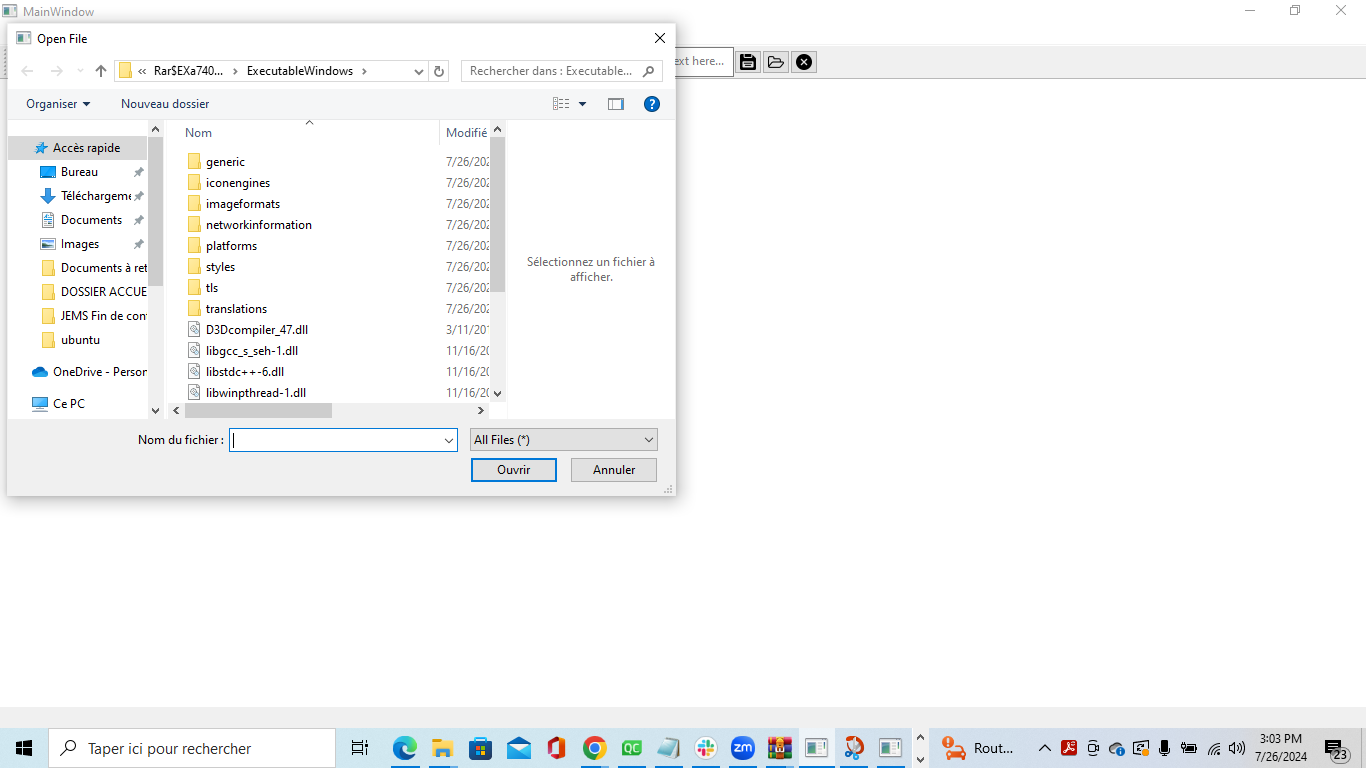 MainWindow
Open File
ext here...
« Rar$EXa740... > ExecutableWindows >
Rechercher dans : Executable...
Organiser
Nouveau dossier
Nom
Modifié
Accès rapide
Bureau
Téléchargeme
Documents
Images
Documents à ret
DOSSIER ACCUE
JEMS Fin de con
ubuntu
OneDrive - Person
Ce PC
generic 7/26/202
iconengines 7/26/202
imageformats 7/26/202
networkinformation 7/26/202
platforms 7/26/202
styles 7/26/202
tls 7/26/202
translations 7/26/202
D3Dcompiler_47.dll 3/11/201
libgcc_s_seh-1.dll 11/16/20
libstdc++-6.dll 11/16/20
libwinpthread-1.dll 11/16/20
Sélectionnez un fichier à
afficher.
Nom du fichier :
All Files (*)
Ouvrir
Annuler
Taper ici pour rechercher
QC
zm
Rout...
3:03 PM
7/26/2024
23